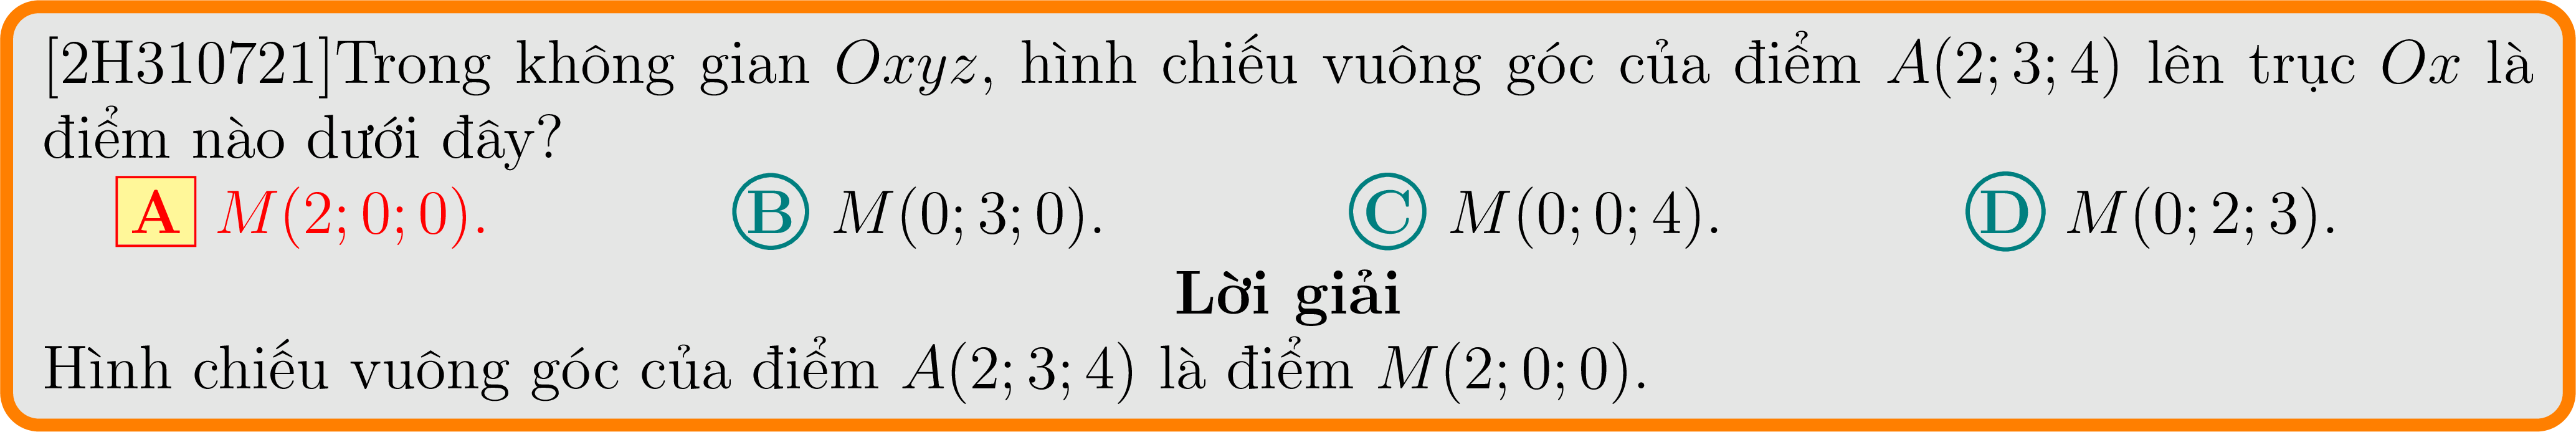 [2H310721]Trong không gian Oxyz, hình chiếu vuông góc của điểm A(2; 3; 4) lên trục Ox là
điểm nào dưới đây?
A M(2; 0; 0). B M(0; 3; 0). C M(0; 0; 4). D M(0; 2; 3).
Lời giải
Hình chiếu vuông góc của điểm A(2; 3; 4) là điểm M(2; 0; 0).